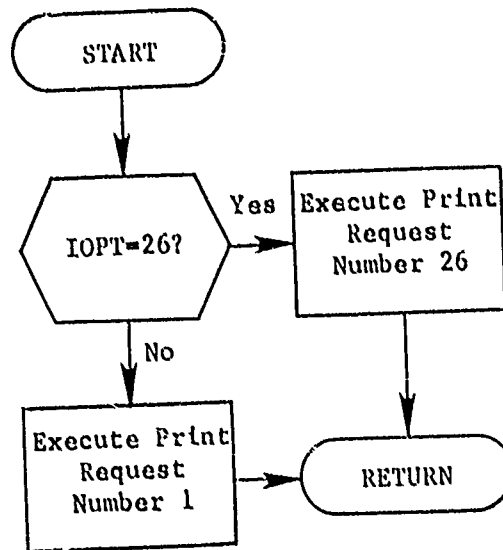 START
IOPT=26?
Yes
Execute Print
Request
Number 26
No
Execute Print
Request
Number 1
RETURN